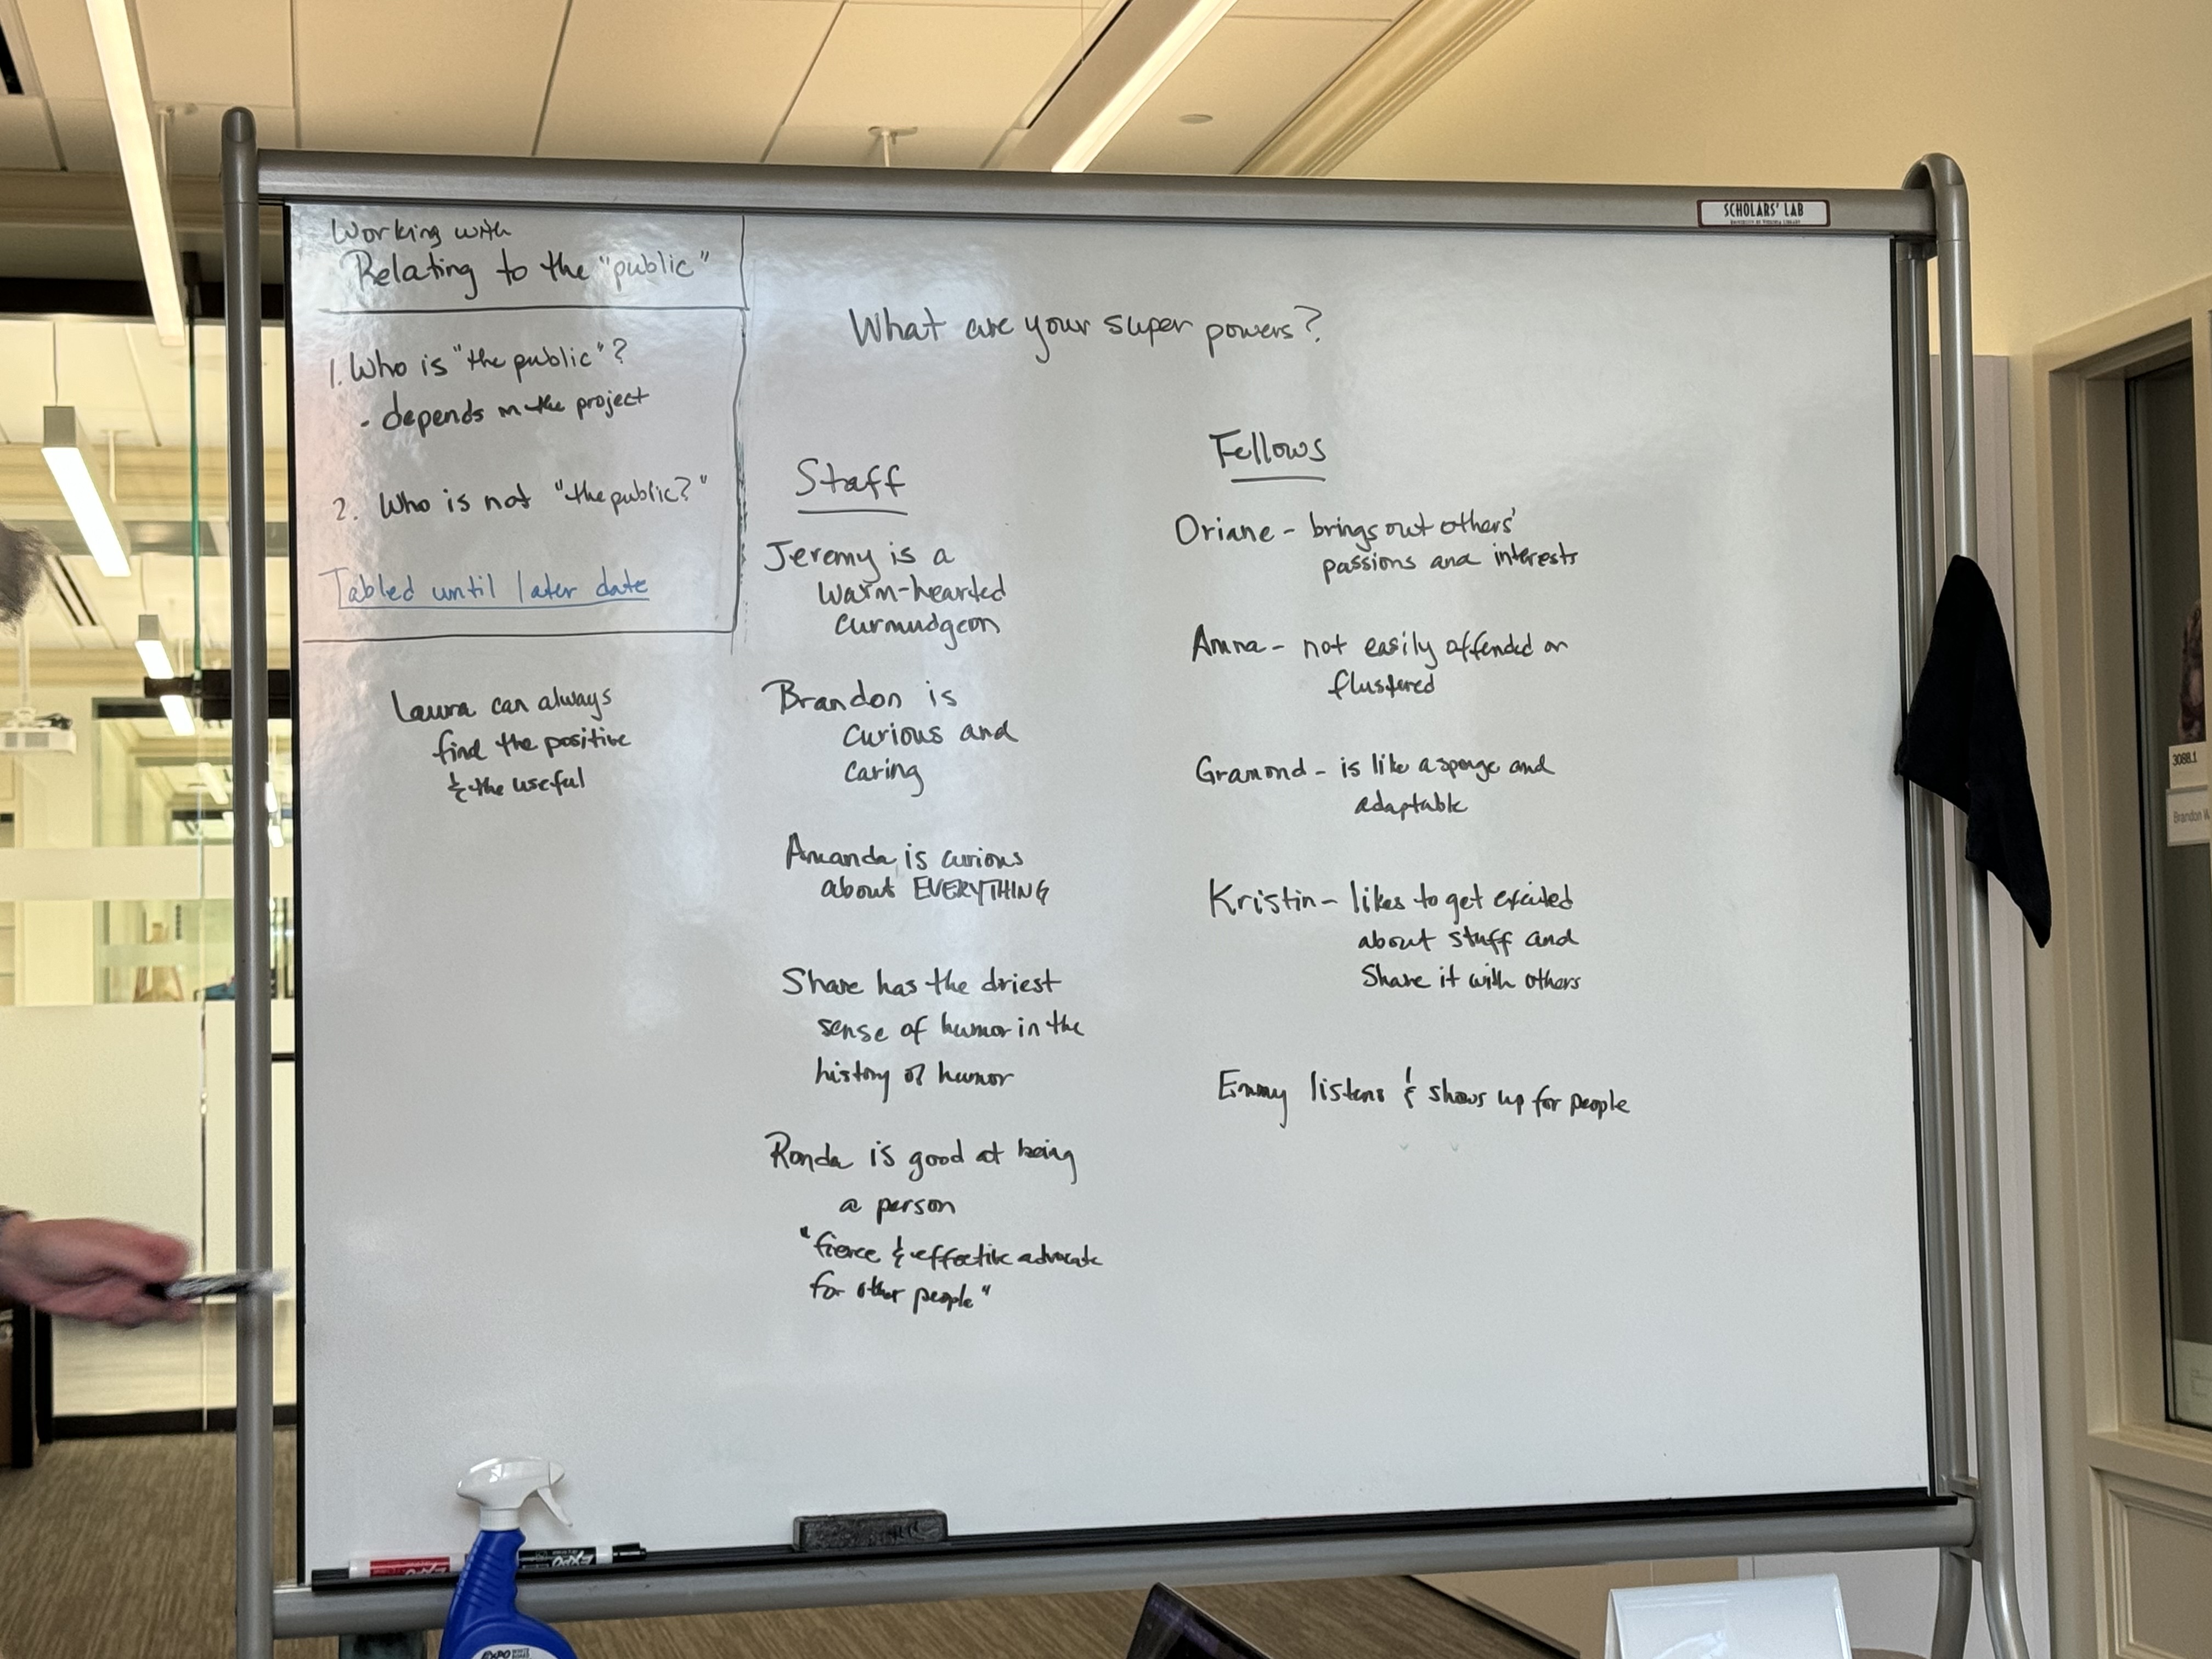 SCHOLARS' LAB
Working with
Relating to the "public"
1. Who is "the public"?
- depends on the project
2. Who is not "the public?"
Tabled until later date
Laura can always
find the positive
& the useful
What are your super powers?
Staff
Jeremy is a
warm-hearted
curmudgeon
Brandon is
curious and
caring
Amanda is curious
about EVERYTHING
Shane has the driest
sense of humor in the
history of humor
Ronda is good at being
a person
"fierce & effective advocate
for other people"
Fellows
Oriane - brings out others'
passions and interests
Amna - not easily offended or
flustered
Gramond - is like a sponge and
adaptable
Kristin - likes to get excited
about stuff and
Share it with others
Emmy listens & shows up for people
3088.1
Brandon W
EXPO
EXPO
EXPO